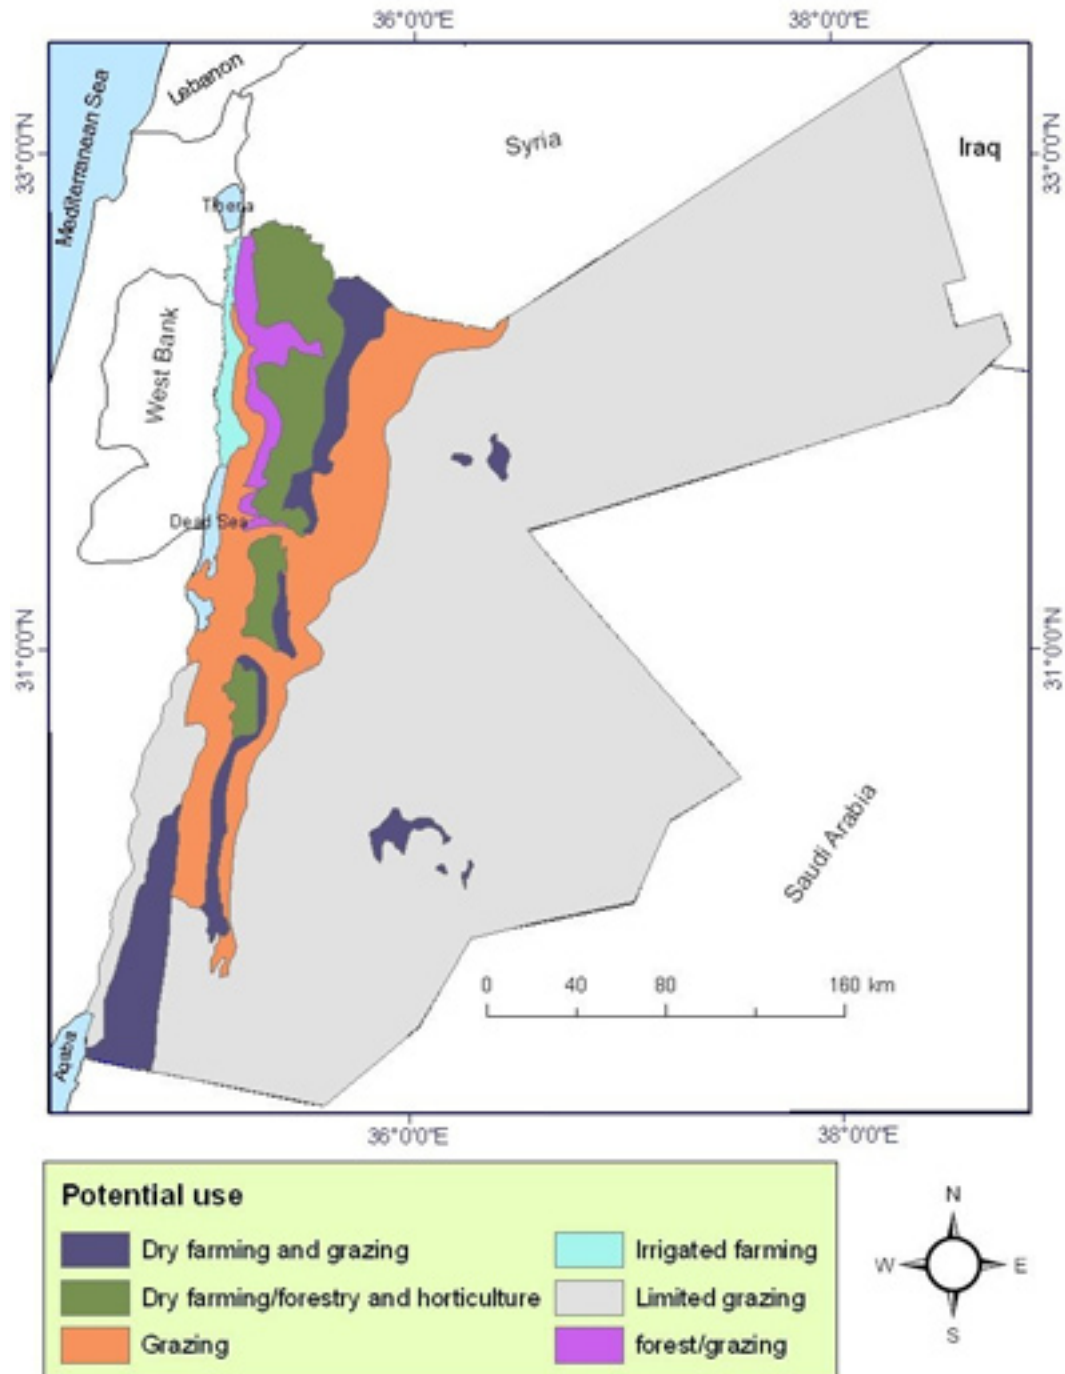 36°0'0"E
38°0'0"E
33°0'0"N
33°0'0"N
Mediterranean Sea
Lebanon
Syria
Iraq
Tiberia
West Bank
Dead Sea
31°0'0"N
31°0'0"N
Saudi Arabia
0 40 80 160 km
Aqaba
36°0'0"E
38°0'0"E
Potential use
Dry farming and grazing
Irrigated farming
Dry farming/forestry and horticulture
Limited grazing
Grazing
forest/grazing
N
W
E
S